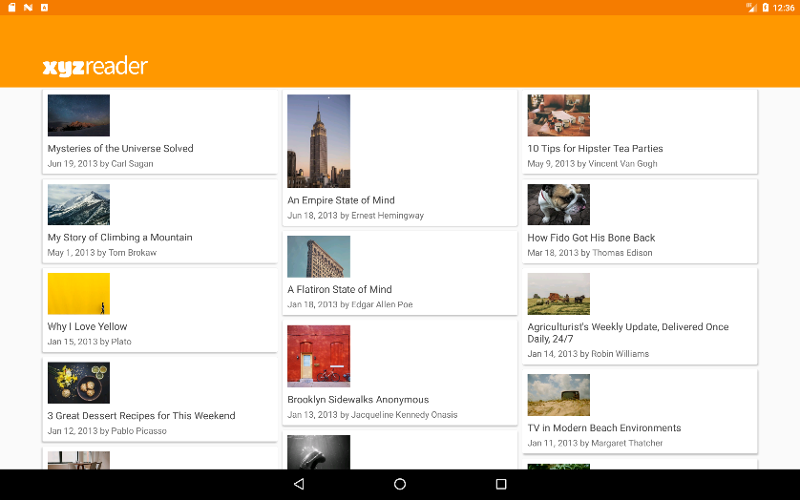 12:36
xyzreader
Mysteries of the Universe Solved
Jun 19, 2013 by Carl Sagan
My Story of Climbing a Mountain
May 1, 2013 by Tom Brokaw
Why I Love Yellow
Jan 15, 2013 by Plato
3 Great Dessert Recipes for This Weekend
Jan 12, 2013 by Pablo Picasso
An Empire State of Mind
Jun 18, 2013 by Ernest Hemingway
A Flatiron State of Mind
Jan 18, 2013 by Edgar Allen Poe
Brooklyn Sidewalks Anonymous
Jan 13, 2013 by Jacqueline Kennedy Onasis
10 Tips for Hipster Tea Parties
May 9, 2013 by Vincent Van Gogh
How Fido Got His Bone Back
Mar 18, 2013 by Thomas Edison
Agriculturist's Weekly Update, Delivered Once
Daily, 24/7
Jan 14, 2013 by Robin Williams
TV in Modern Beach Environments
Jan 11, 2013 by Margaret Thatcher